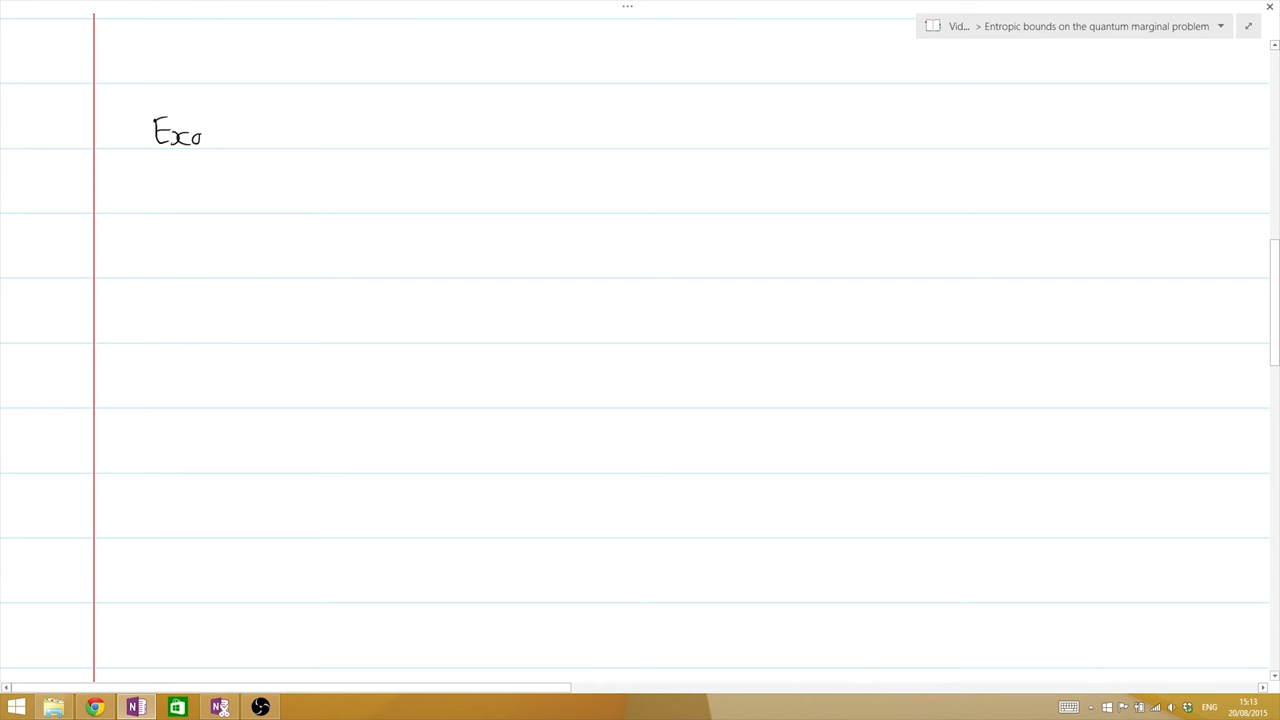 Vid... > Entropic bounds on the quantum marginal problem
Exa
ENG
15:13
20/08/2015